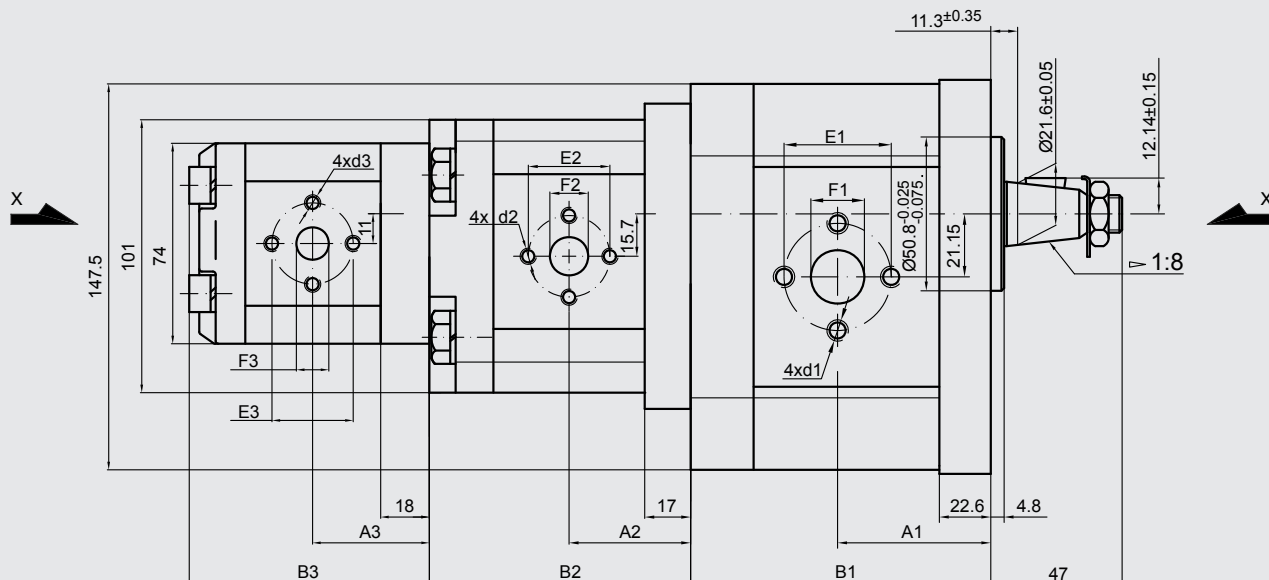 11.3±0.35
Ø21.6±0.05
12.14±0.15
X
X
147.5
101
74
4xd3
11
E2
F2
4x d2
15.7
E1
F1
Ø50.8-0.025
-0.075.
21.15
1:8
4xd1
F3
E3
18
17
22.6
4.8
A3
A2
A1
B3
B2
B1
47